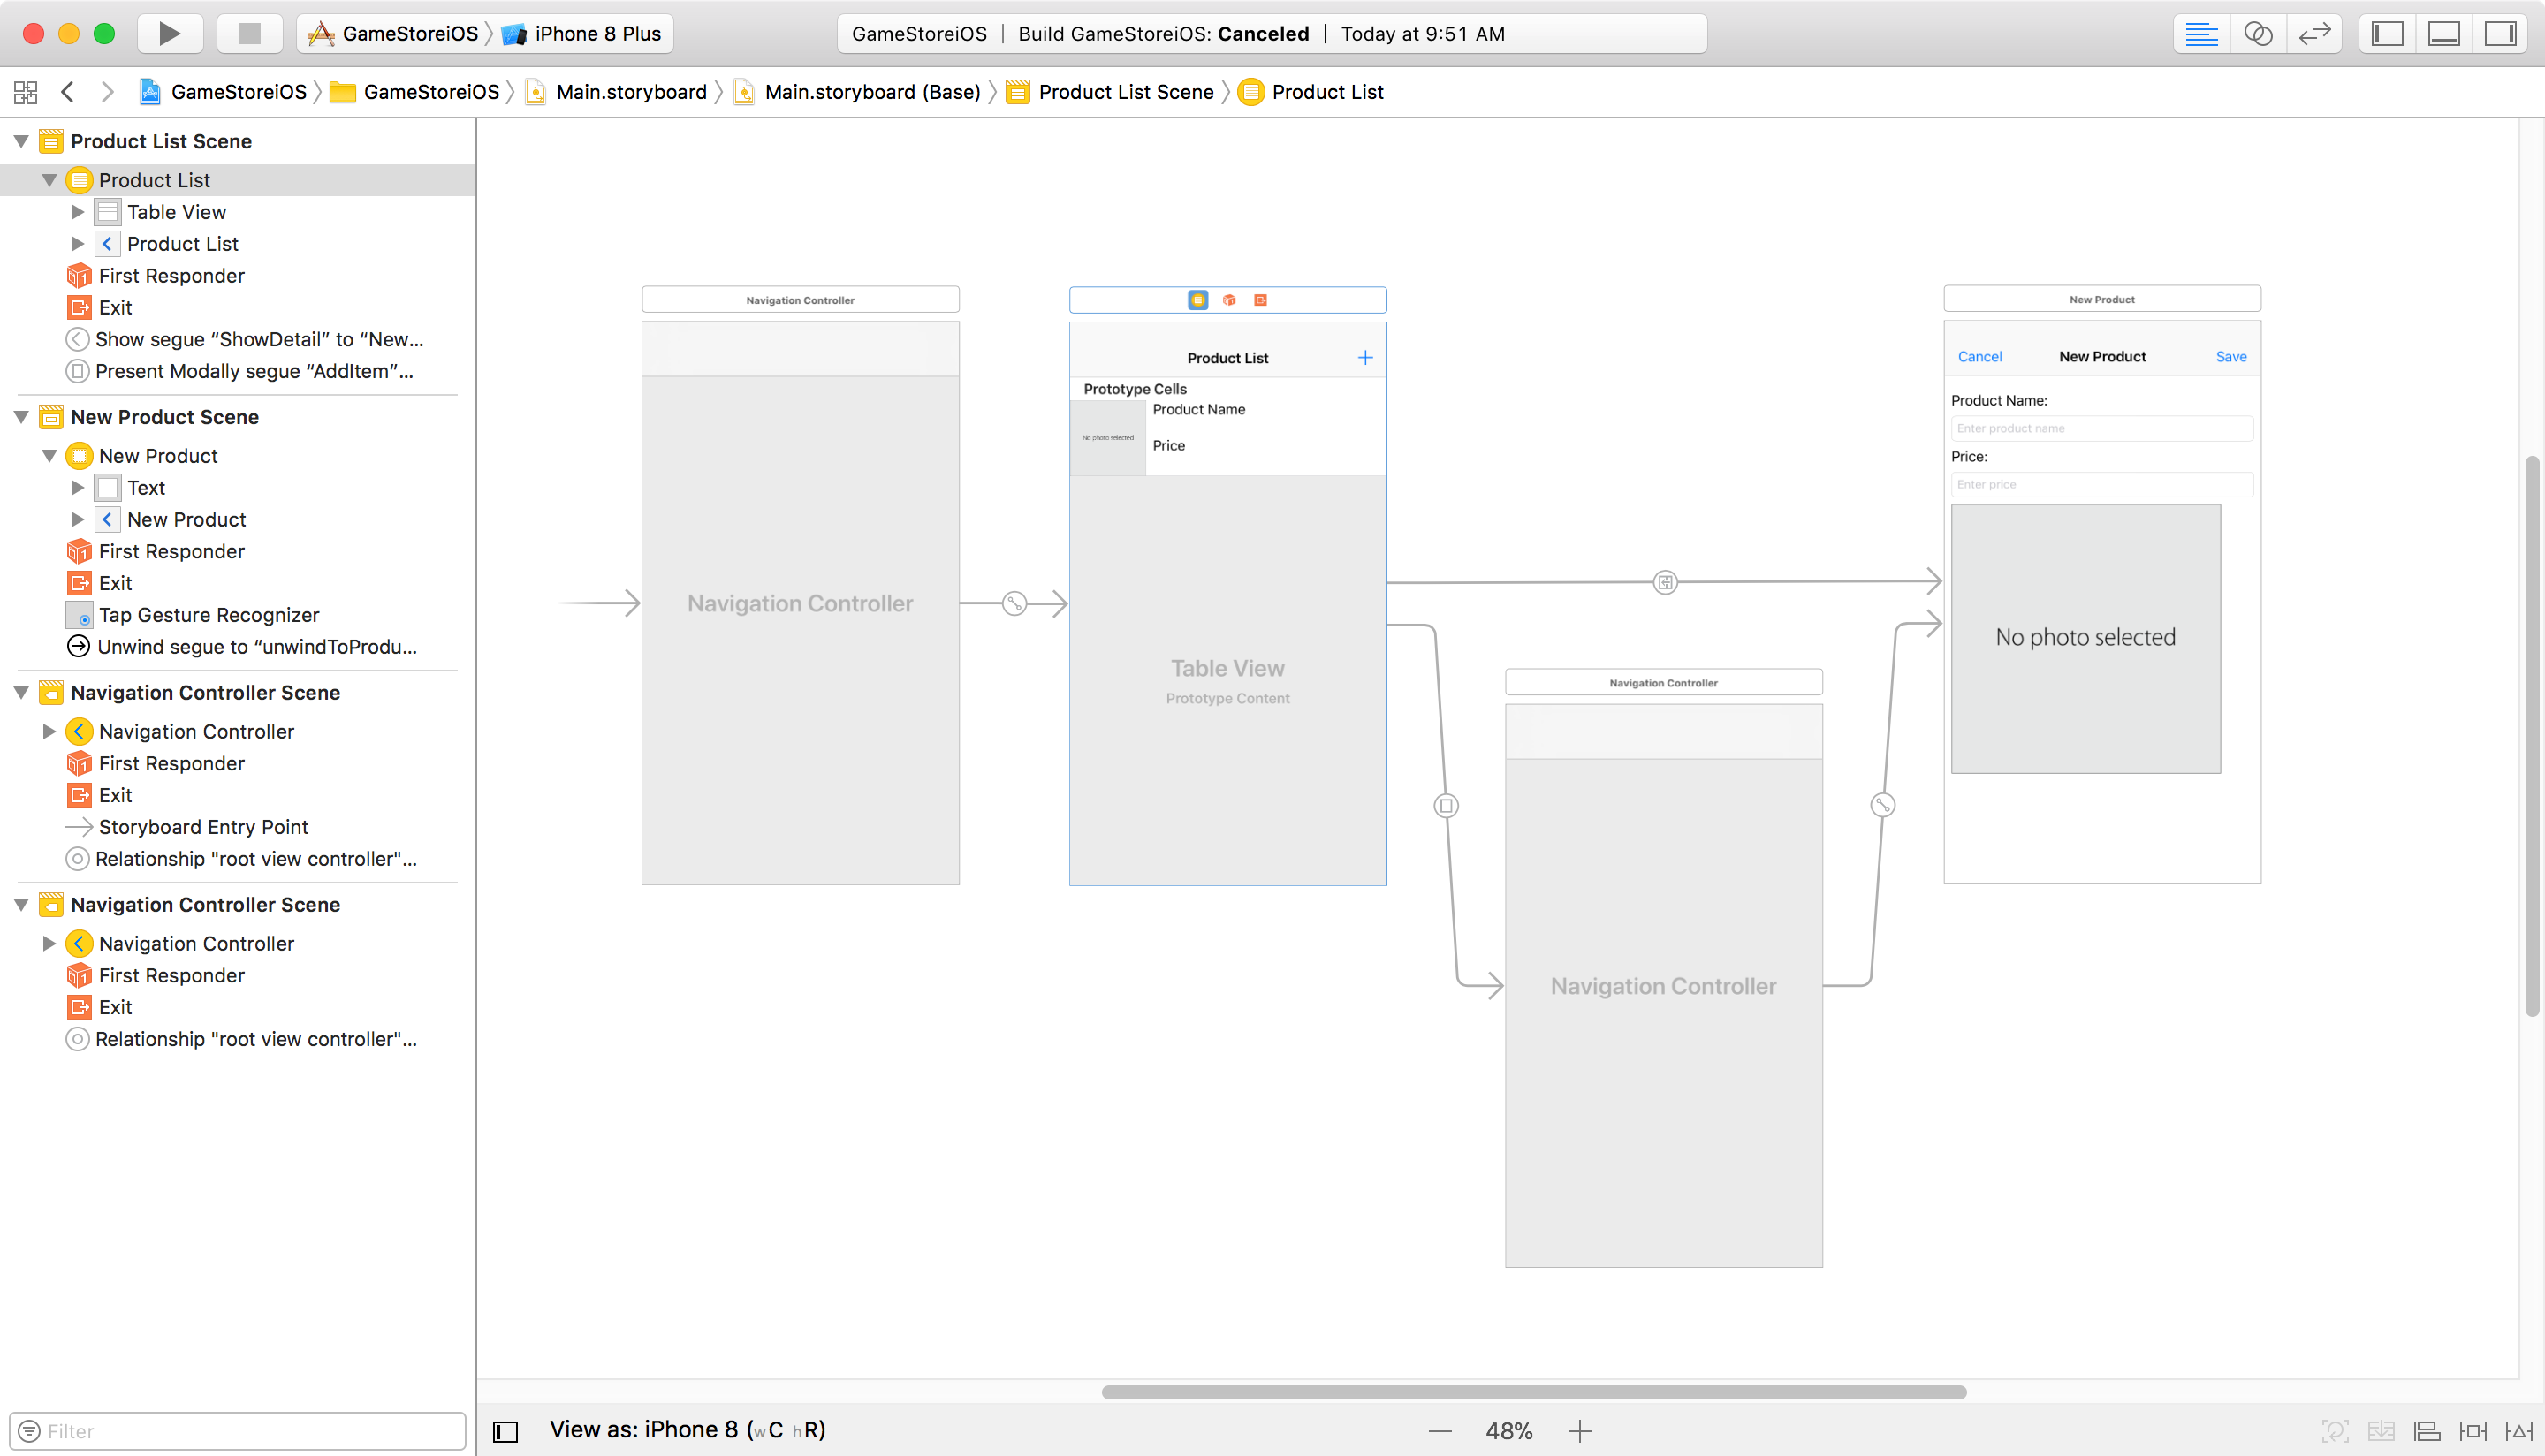 GameStoreiOS iPhone 8 Plus
GameStoreiOS | Build GameStoreiOS: Canceled | Today at 9:51 AM
GameStoreiOS GameStoreiOS Main.storyboard Main.storyboard (Base) Product List Scene Product List
Product List Scene
Product List
Table View
Product List
First Responder
Exit
Show segue “ShowDetail” to “New...
Present Modally segue “AddItem”...
New Product Scene
New Product
Text
New Product
First Responder
Exit
Tap Gesture Recognizer
Unwind segue to “unwindToProdu...
Navigation Controller Scene
Navigation Controller
First Responder
Exit
Storyboard Entry Point
Relationship "root view controller"...
Navigation Controller Scene
Navigation Controller
First Responder
Exit
Relationship "root view controller"...
Filter
Navigation Controller
Navigation Controller
Product List
Prototype Cells
No photo selected
Product Name
Price
Table View
Prototype Content
Navigation Controller
Navigation Controller
New Product
Cancel New Product Save
Product Name:
Enter product name
Price:
Enter price
No photo selected
View as: iPhone 8 (wC hR)
48%